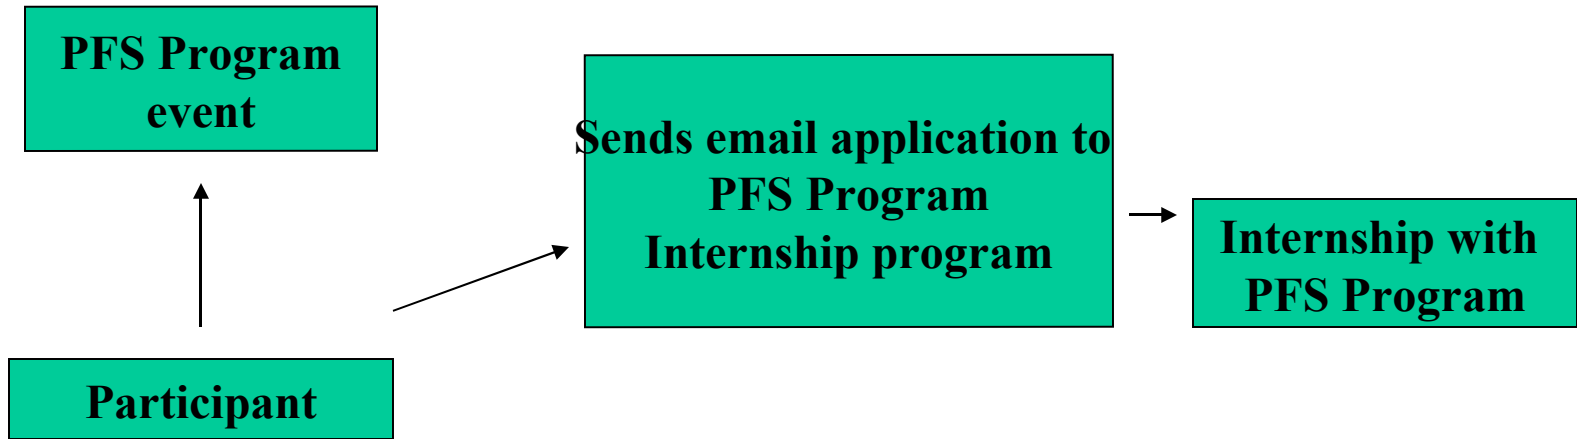 PFS Program
event
Sends email application to
PFS Program
Internship program
Internship with
PFS Program
Participant